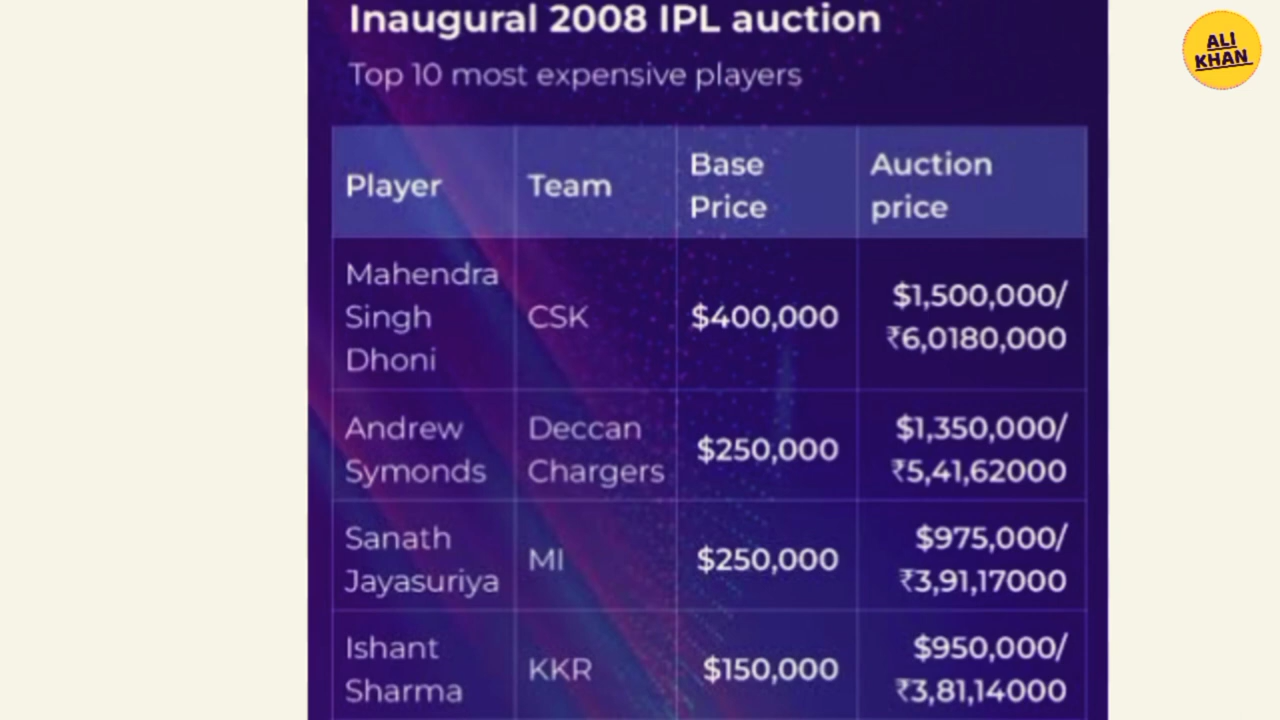 Inaugural 2008 IPL auction
Top 10 most expensive players
ALI
KHAN
Player
Team
Base
Price
Auction
price
Mahendra
Singh
Dhoni
CSK
$400,000
$1,500,000/
₹6,0180,000
Andrew
Symonds
Deccan
Chargers
$250,000
$1,350,000/
₹5,41,62000
Sanath
Jayasuriya
MI
$250,000
$975,000/
₹3,91,17000
Ishant
Sharma
KKR
$150,000
$950,000/
₹3,81,14000